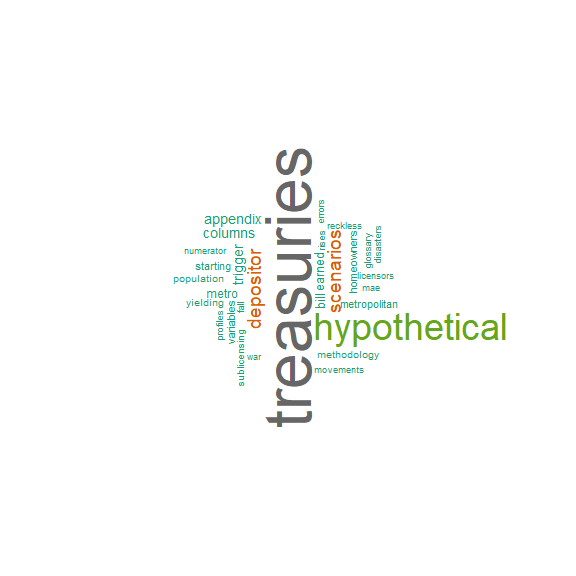 treasuries
hypothetical
scenarios
depositor
appendix
columns
trigger
numerator
starting
population
metro
yielding
fall
profiles
variables
sublicensing
war
errors
reckless
rises
earned
bill
homeowners
glossary
disasters
licensors
mae
metropolitan
methodology
movements